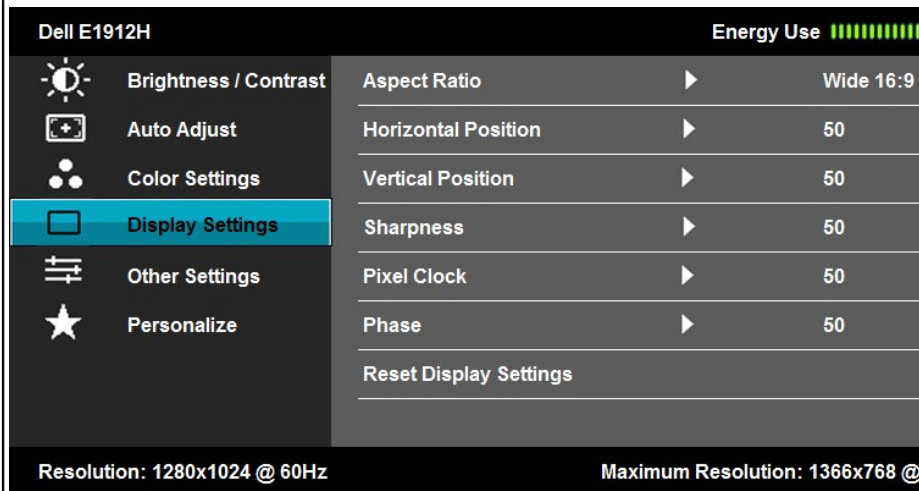 Dell E1912H Energy Use
Brightness / Contrast Aspect Ratio Wide 16:9
Auto Adjust Horizontal Position 50
Color Settings Vertical Position 50
Display Settings Sharpness 50
Other Settings Pixel Clock 50
Personalize Phase 50
Reset Display Settings
Resolution: 1280x1024 @ 60Hz Maximum Resolution: 1366x768 @